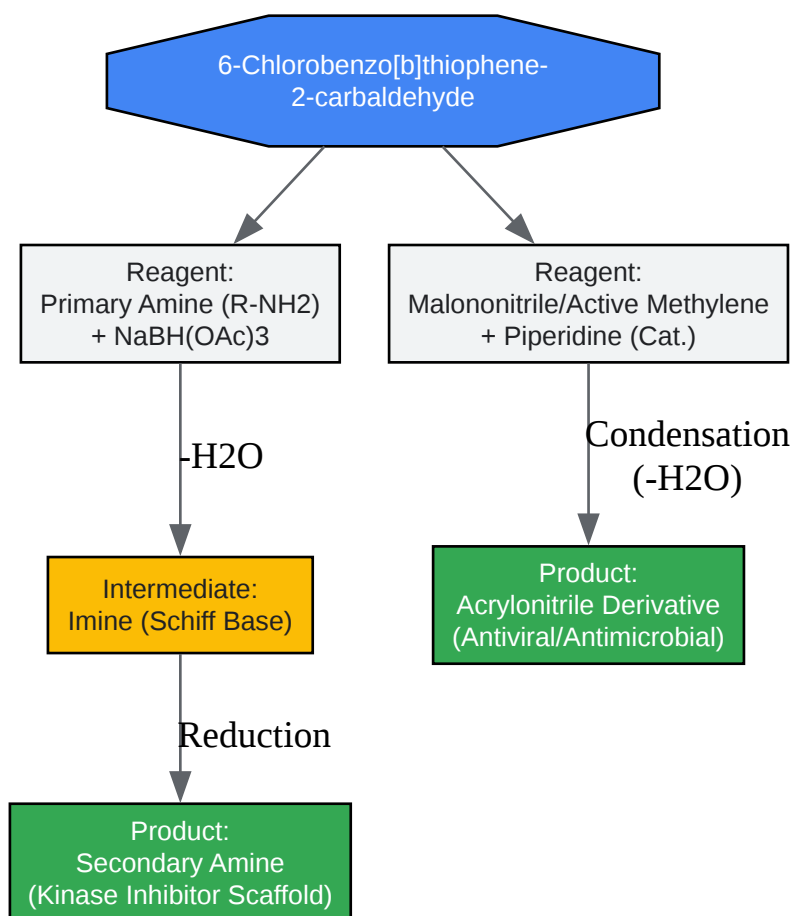 6-Chlorobenzo[b]thiophene-
2-carbaldehyde
Reagent:
Primary Amine (R-NH2)
+ NaBH(OAc)3
Reagent:
Malononitrile/Active Methylene
+ Piperidine (Cat.)
-H2O
Condensation
(-H2O)
Intermediate:
Imine (Schiff Base)
Product:
Acrylonitrile Derivative
(Antiviral/Antimicrobial)
Reduction
Product:
Secondary Amine
(Kinase Inhibitor Scaffold)